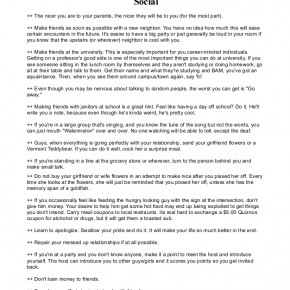 Social
++ The nicer you are to your parents, the nicer they will be to you (for the most part).
++ Make friends as soon as possible with a new neighbor. You have no idea how much this will ease
certain encounters in the future. It's easier to have a big party or just generally be loud in your room if
you know that the upstairs (or wherever) neighbor is cool with you.
++ Make friends at the university. This is especially important for you career-minded individuals.
Getting on a professor's good side is one of the most important things you can do at university. If you
see someone sitting in the lunch room by themselves and they aren't studying or doing homework, go
sit at their table and talk to them. Get their name and what they're studying and BAM, you've got an
acquaintance. Then, when you see them around campus/town again, say 'hi'.
++ Even though you may be nervous about talking to random people, the worst you can get is "Go
away."
++ Making friends with janitors at school is a great hint. Feel like having a day off school? Do it. He'll
write you a note, because even though he's kinda weird, he's pretty cool.
++ If you're in a large group that's singing, and you know the tune of the song but not the words, you
can just mouth "Watermelon" over and over. No one watching will be able to tell, except the deaf.
++ Guys, when everything is going perfectly with your relationship, send your girlfriend flowers or a
Vermont Teddybear. If you can do it well, cook her a surprise meal.
++ If you're standing in a line at the grocery store or wherever, turn to the person behind you and
make small talk.
++ Do not buy your girlfriend or wife flowers in an attempt to make nice after you pissed her off. Every
time she looks at the flowers, she will just be reminded that you pissed her off, unless she has the
memory span of a goldfish.
++ If you occasionally feel like feeding the hungry looking guy with the sign at the intersection, don't
give him money. Your desire to help him get some hot food may end up being exploited to get things
you don't intend. Carry meal coupons to local restaurants. Its real hard to exchange a $5.00 Quiznos
coupon for alcohol or drugs, but it will get them a toasted sub.
++ Learn to apologize. Swallow your pride and do it. It will make your life so much better in the end.
++ Repair your messed up relationships if at all possible.
++ If you're at a party and you don't know anyone, make it a point to meet the host and introduce
yourself. The host can introduce you to other guys/girls and it scores you points so you get invited
back.
++ Don't loan money to friends.